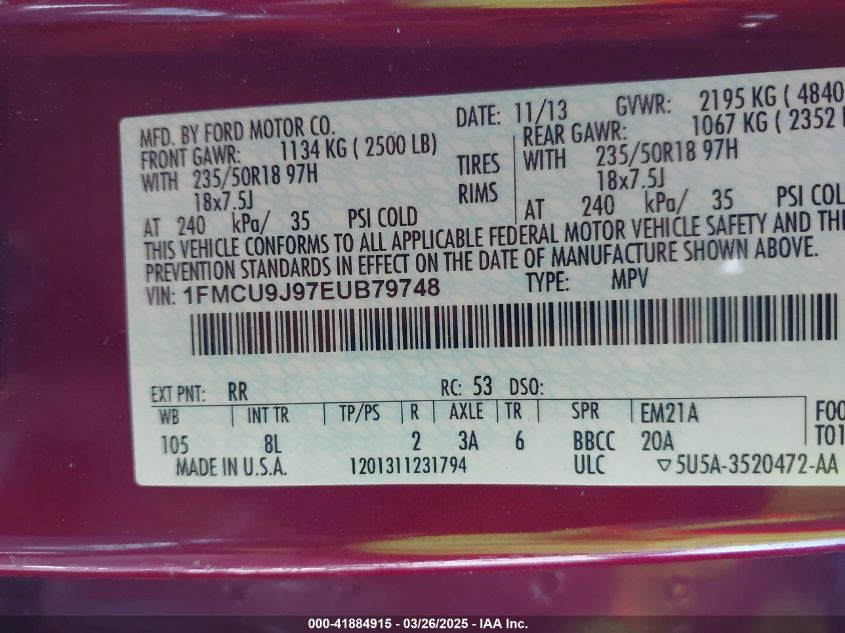 MFD. BY FORD MOTOR CO. DATE: 11/13 GVWR: 2195 KG ( 4840
FRONT GAWR: 1134 KG ( 2500 LB) REAR GAWR: 1067 KG ( 2352
WITH 235/50R18 97H TIRES WITH 235/50R18 97H
18x7.5J RIMS 18x7.5J
AT 240 kPa/ 35 PSI COLD AT 240 kPa/ 35 PSI COL
THIS VEHICLE CONFORMS TO ALL APPLICABLE FEDERAL MOTOR VEHICLE SAFETY AND THE
PREVENTION STANDARDS IN EFFECT ON THE DATE OF MANUFACTURE SHOWN ABOVE.
VIN: 1FMCU9J97EUB79748 TYPE: MPV
EXT PNT: RR RC: 53 DSO:
WB INT TR TP/PS R AXLE TR SPR EM21A FOO
105 8L 2 3A 6 BBCC 20A T01
MADE IN U.S.A. 1201311231794 ULC ▽5U5A-3520472-AA
000-41884915 - 03/26/2025 - IAA Inc.